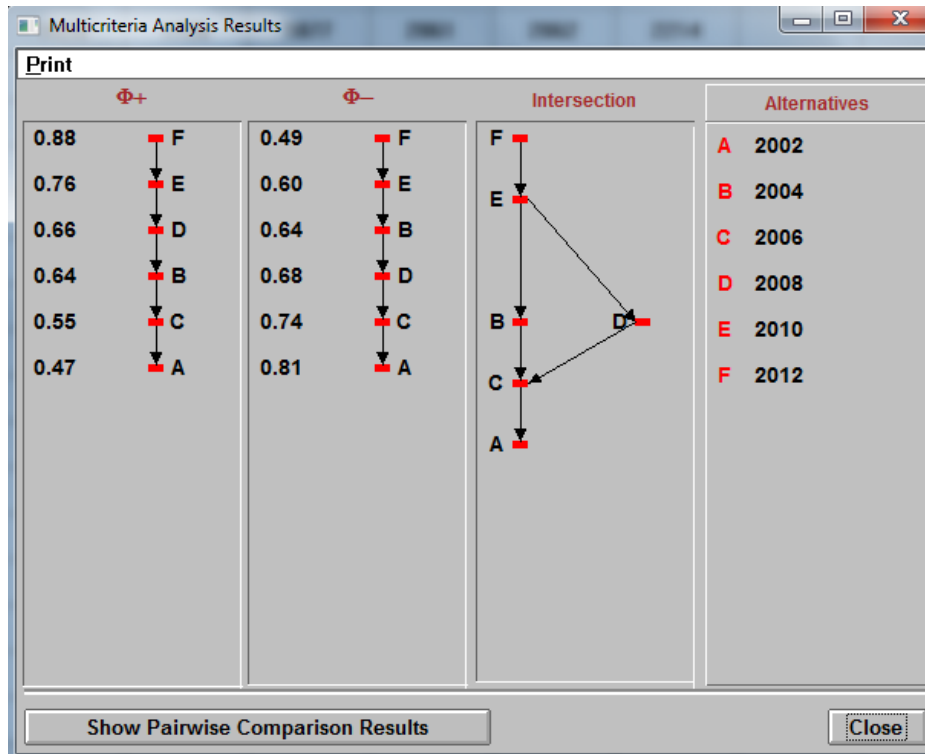 Multicriteria Analysis Results
Print
Φ+
0.88 F
0.76 E
0.66 D
0.64 B
0.55 C
0.47 A
Φ−
0.49 F
0.60 E
0.64 B
0.68 D
0.74 C
0.81 A
Intersection
F
E
B D
C
A
Alternatives
A 2002
B 2004
C 2006
D 2008
E 2010
F 2012
Show Pairwise Comparison Results
Close